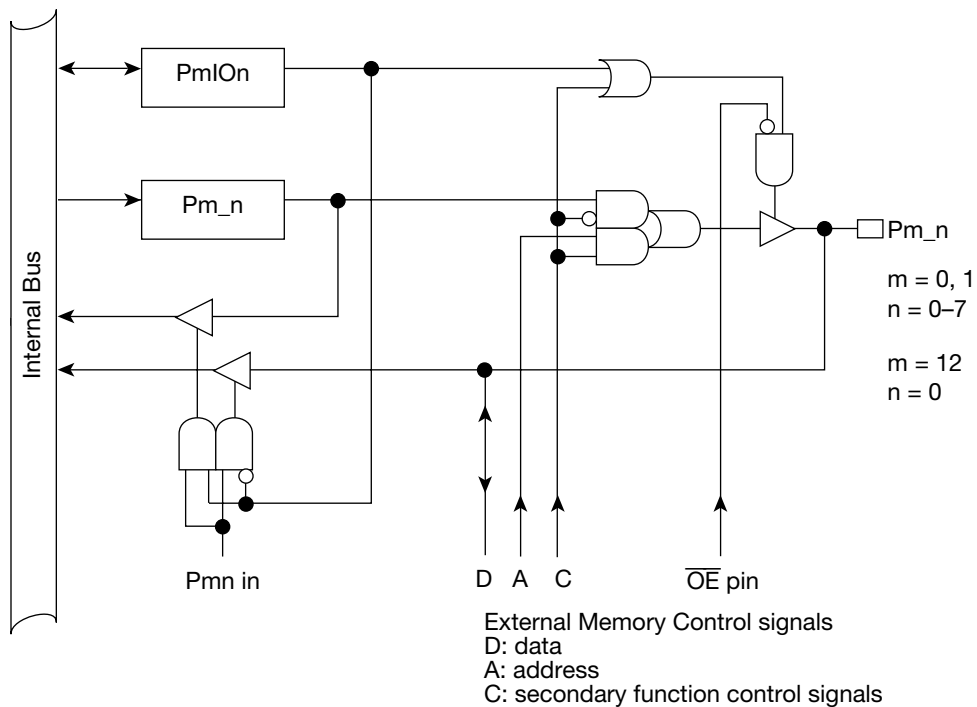 Internal Bus
PmIOn
Pm_n
Pm_n
m = 0, 1
n = 0–7
m = 12
n = 0
Pmn in
D A C OE pin
External Memory Control signals
D: data
A: address
C: secondary function control signals